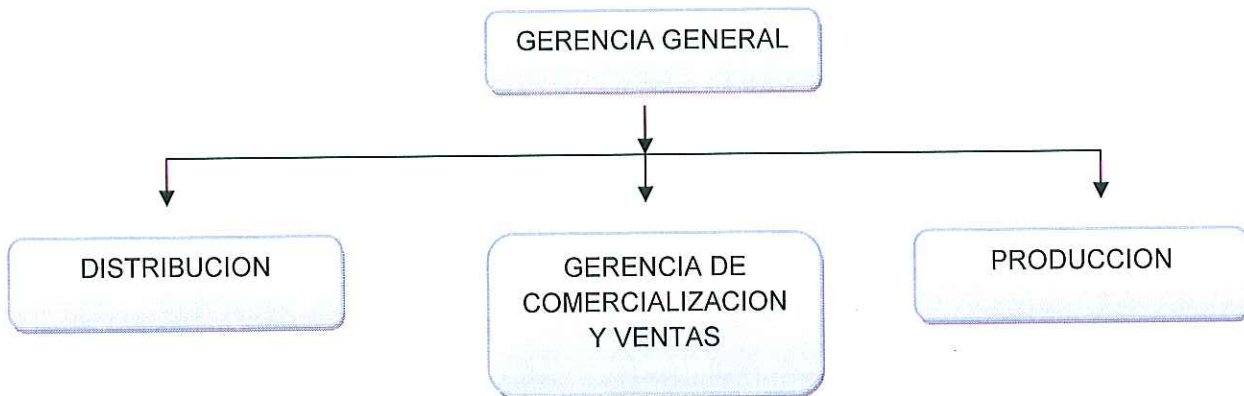 GERENCIA GENERAL
DISTRIBUCION
GERENCIA DE
COMERCIALIZACION
Y VENTAS
PRODUCCION